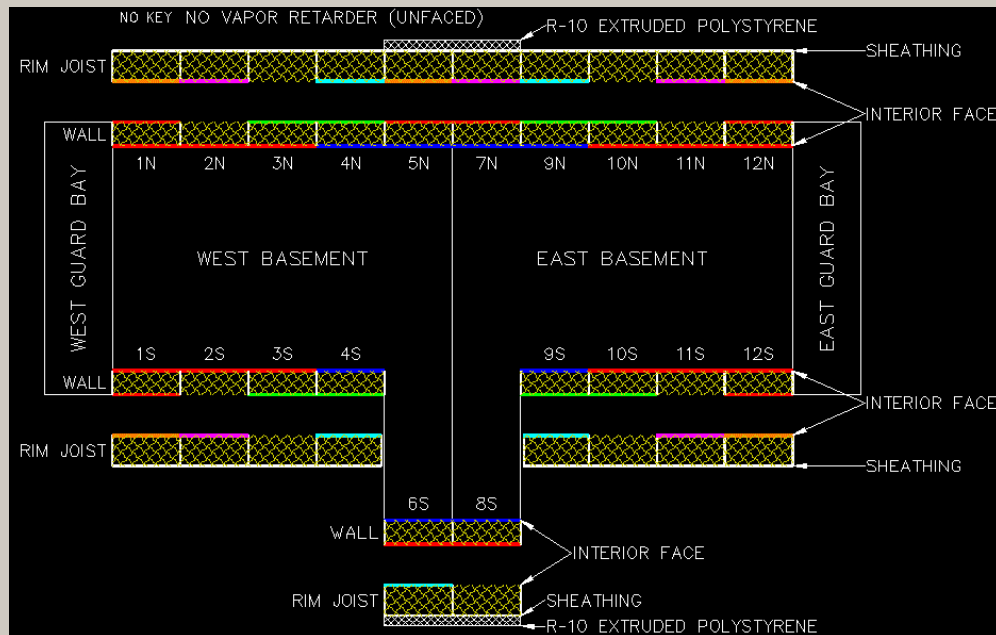 NO KEY NO VAPOR RETARDER (UNFACED)
R-10 EXTRUDED POLYSTYRENE
SHEATHING
RIM JOIST
INTERIOR FACE
WALL
1N 2N 3N 4N 5N 7N 9N 10N 11N 12N
WEST GUARD BAY
WEST BASEMENT
EAST BASEMENT
EAST GUARD BAY
1S 2S 3S 4S 9S 10S 11S 12S
WALL
INTERIOR FACE
RIM JOIST
SHEATHING
6S 8S
WALL
INTERIOR FACE
RIM JOIST
SHEATHING
R-10 EXTRUDED POLYSTYRENE